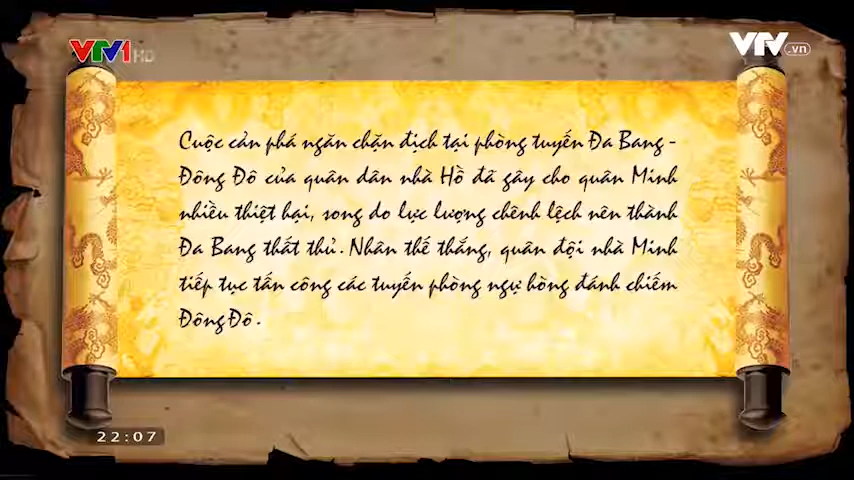 VTV1 HD
VTV.vn
Cuộc cản phá ngăn chặn địch tại phòng tuyến Đa Bang -
Đông Đô của quân dân nhà Hồ đã gây cho quân Minh
nhiều thiệt hại, song do lực lượng chênh lệch nên thành
Đa Bang thất thủ. Nhân thế thắng, quân đội nhà Minh
tiếp tục tấn công các tuyến phòng ngự hòng đánh chiếm
Đông Đô.
22:07